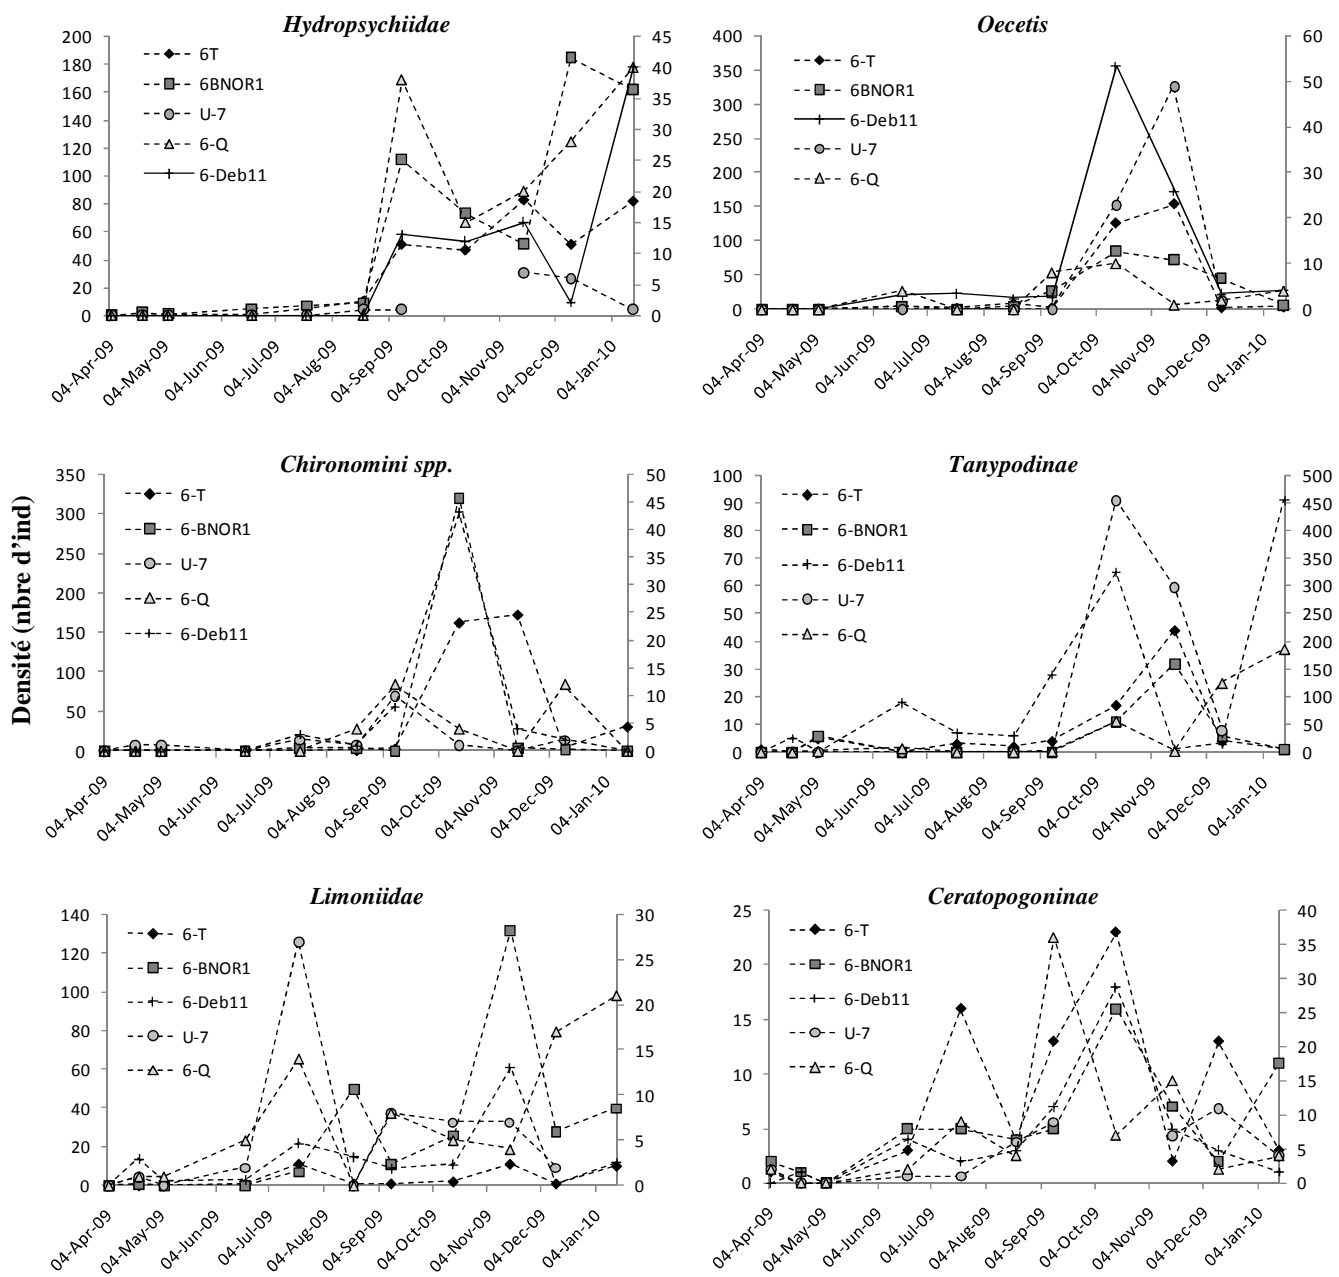 Densité (nbre d'ind)
Hydropsychiidae
200
180
160
140
120
100
80
60
40
20
0
45
40
35
30
25
20
15
10
5
0
6T
6BNOR1
U-7
6-Q
6-Deb11
04-Apr-09
04-May-09
04-Jun-09
04-Jul-09
04-Aug-09
04-Sep-09
04-Oct-09
04-Nov-09
04-Dec-09
04-Jan-10
Oecetis
400
350
300
250
200
150
100
50
0
60
50
40
30
20
10
0
6-T
6BNOR1
6-Deb11
U-7
6-Q
04-Apr-09
04-May-09
04-Jun-09
04-Jul-09
04-Aug-09
04-Sep-09
04-Oct-09
04-Nov-09
04-Dec-09
04-Jan-10
Chironomini spp.
350
300
250
200
150
100
50
0
50
45
40
35
30
25
20
15
10
5
0
6-T
6-BNOR1
U-7
6-Q
6-Deb11
04-Apr-09
04-May-09
04-Jun-09
04-Jul-09
04-Aug-09
04-Sep-09
04-Oct-09
04-Nov-09
04-Dec-09
04-Jan-10
Tanypodinae
100
90
80
70
60
50
40
30
20
10
0
500
450
400
350
300
250
200
150
100
50
0
6-T
6-BNOR1
6-Deb11
U-7
6-Q
04-Apr-09
04-May-09
04-Jun-09
04-Jul-09
04-Aug-09
04-Sep-09
04-Oct-09
04-Nov-09
04-Dec-09
04-Jan-10
Limoniidae
140
120
100
80
60
40
20
0
30
25
20
15
10
5
0
6-T
6-BNOR1
6-Deb11
U-7
6-Q
04-Apr-09
04-May-09
04-Jun-09
04-Jul-09
04-Aug-09
04-Sep-09
04-Oct-09
04-Nov-09
04-Dec-09
04-Jan-10
Ceratopogoninae
25
20
15
10
5
0
40
35
30
25
20
15
10
5
0
6-T
6-BNOR1
6-Deb11
U-7
6-Q
04-Apr-09
04-May-09
04-Jun-09
04-Jul-09
04-Aug-09
04-Sep-09
04-Oct-09
04-Nov-09
04-Dec-09
04-Jan-10